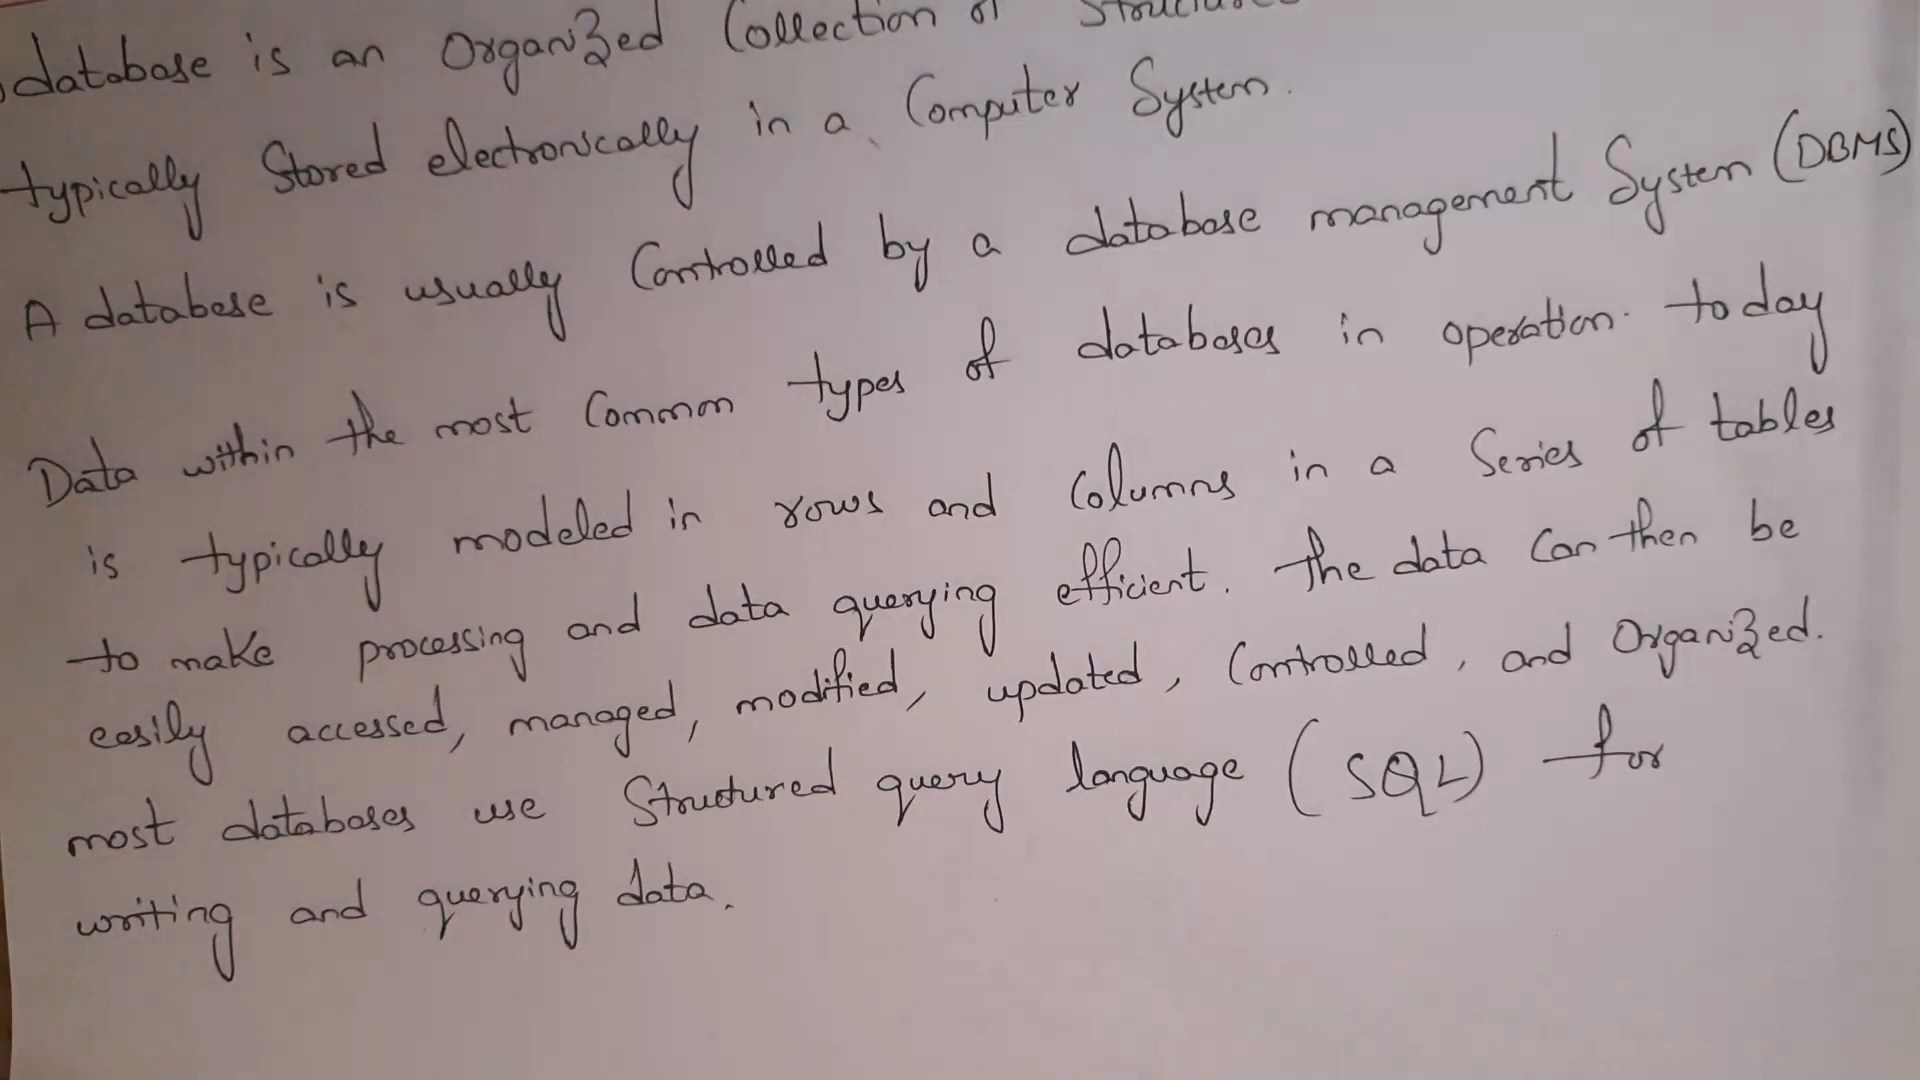 database is an Organized Collection of
typically Stored electronically in a Computer System.
A database is usually Controlled by a database management System (DBMS)
Data within the most Common types of databases in operation. today
is typically modeled in rows and Columns in a Series of tables
to make processing and data querying efficient. The data Can then be
easily accessed, managed, modified, updated, Controlled, and Organized.
most databases use Structured query language (SQL) for
writing and querying data.